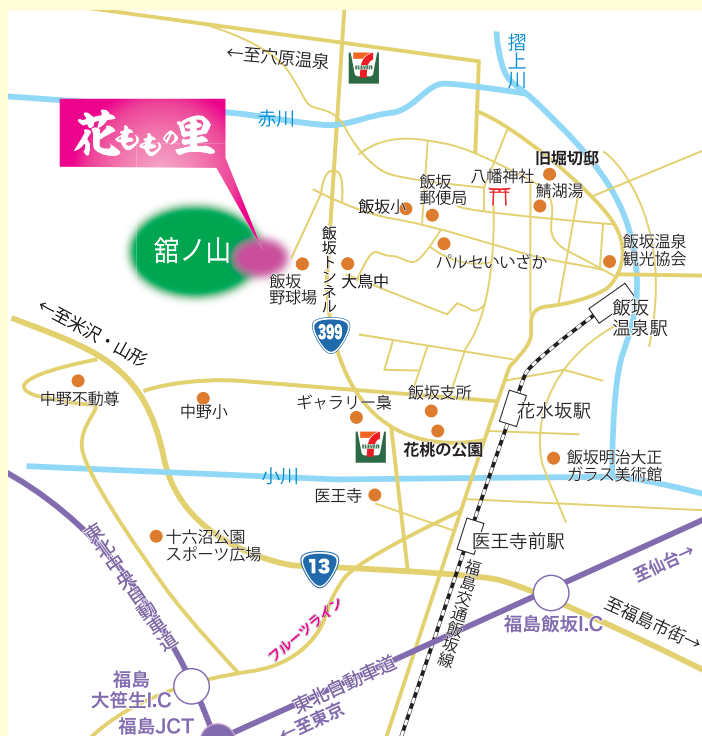 ←至穴原温泉
7
ELEVEN
摺上川
赤川
花ももの里
旧堀切邸
八幡神社
飯坂
郵便局
飯坂小
鯖湖湯
舘ノ山
飯坂トンネル
パルセいいざか
飯坂温泉
観光協会
飯坂
野球場
大鳥中
飯坂
温泉駅
←至米沢・山形
399
中野不動尊
中野小
ギャラリー梟
飯坂支所
花水坂駅
7
ELEVEN
花桃の公園
飯坂明治大正
ガラス美術館
小川
医王寺
東北中央自動車道
十六沼公園
スポーツ広場
医王寺前駅
13
福島交通飯坂線
至仙台→
フルーツライン
福島飯坂I.C
至福島市街→
福島
大笹生I.C
東北自動車道
←至東京
福島JCT